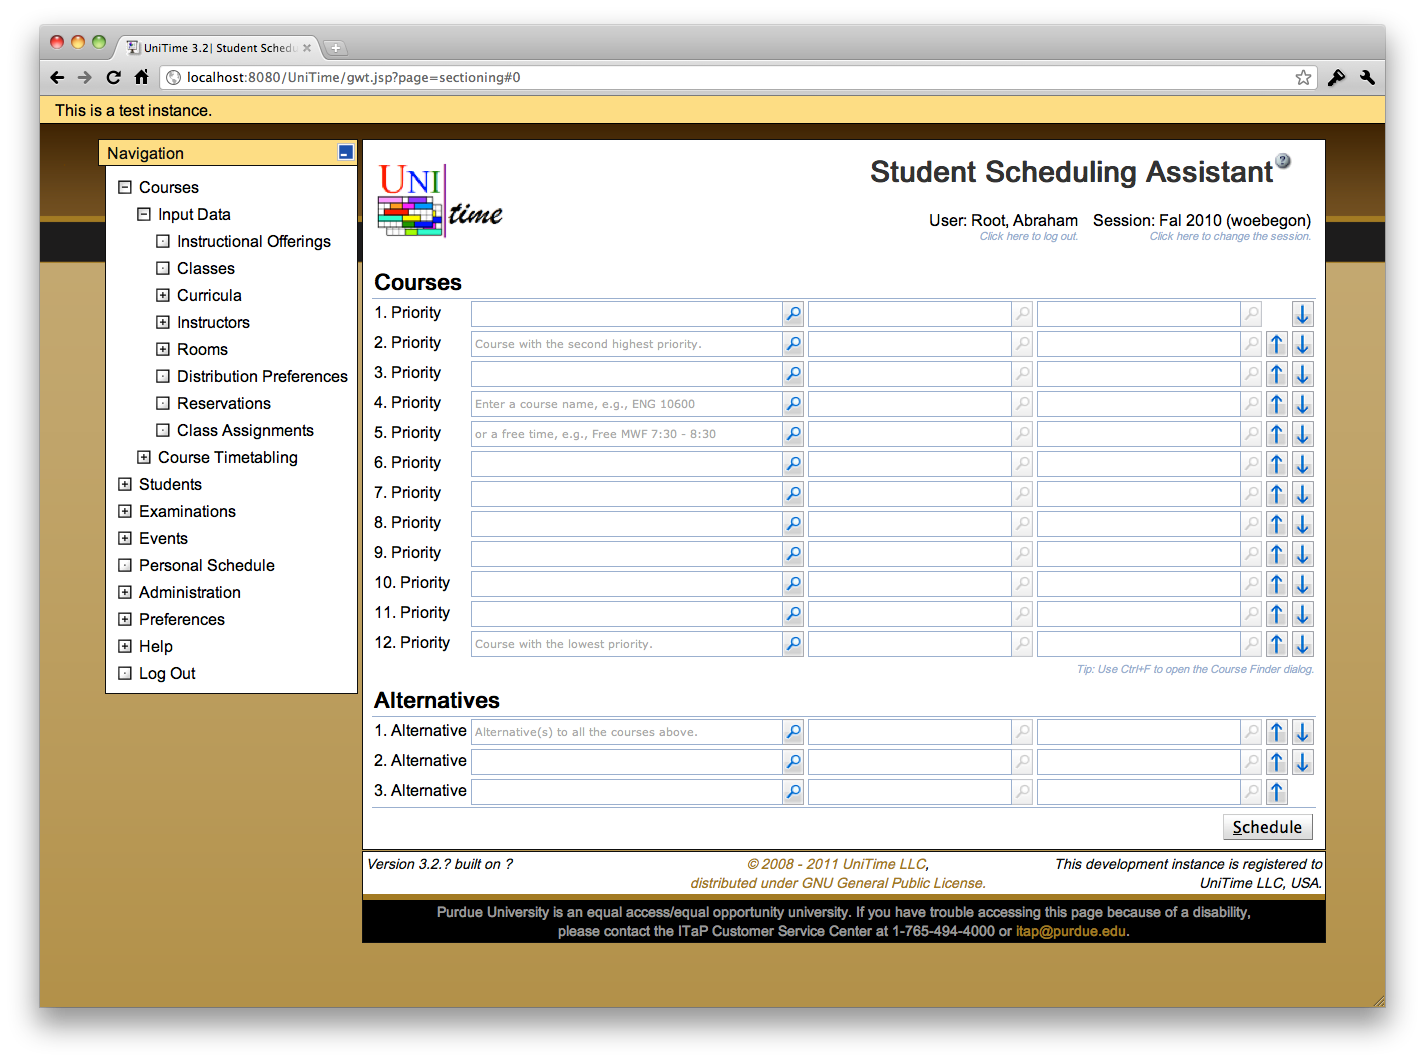 UniTime 3.2| Student Schedu
localhost:8080/UniTime/gwt.jsp?page=sectioning#0
This is a test instance.
Navigation
Courses
Input Data
Instructional Offerings
Classes
Curricula
Instructors
Rooms
Distribution Preferences
Reservations
Class Assignments
Course Timetabling
Students
Examinations
Events
Personal Schedule
Administration
Preferences
Help
Log Out
UNI time
Student Scheduling Assistant
User: Root, Abraham Session: Fal 2010 (woebegon)
Click here to log out. Click here to change the session.
Courses
1. Priority
2. Priority Course with the second highest priority.
3. Priority
4. Priority Enter a course name, e.g., ENG 10600
5. Priority or a free time, e.g., Free MWF 7:30 - 8:30
6. Priority
7. Priority
8. Priority
9. Priority
10. Priority
11. Priority
12. Priority Course with the lowest priority.
Tip: Use Ctrl+F to open the Course Finder dialog.
Alternatives
1. Alternative Alternative(s) to all the courses above.
2. Alternative
3. Alternative
Schedule
Version 3.2.? built on ? © 2008 - 2011 UniTime LLC, This development instance is registered to
distributed under GNU General Public License. UniTime LLC, USA.
Purdue University is an equal access/equal opportunity university. If you have trouble accessing this page because of a disability,
please contact the ITaP Customer Service Center at 1-765-494-4000 or itap@purdue.edu.